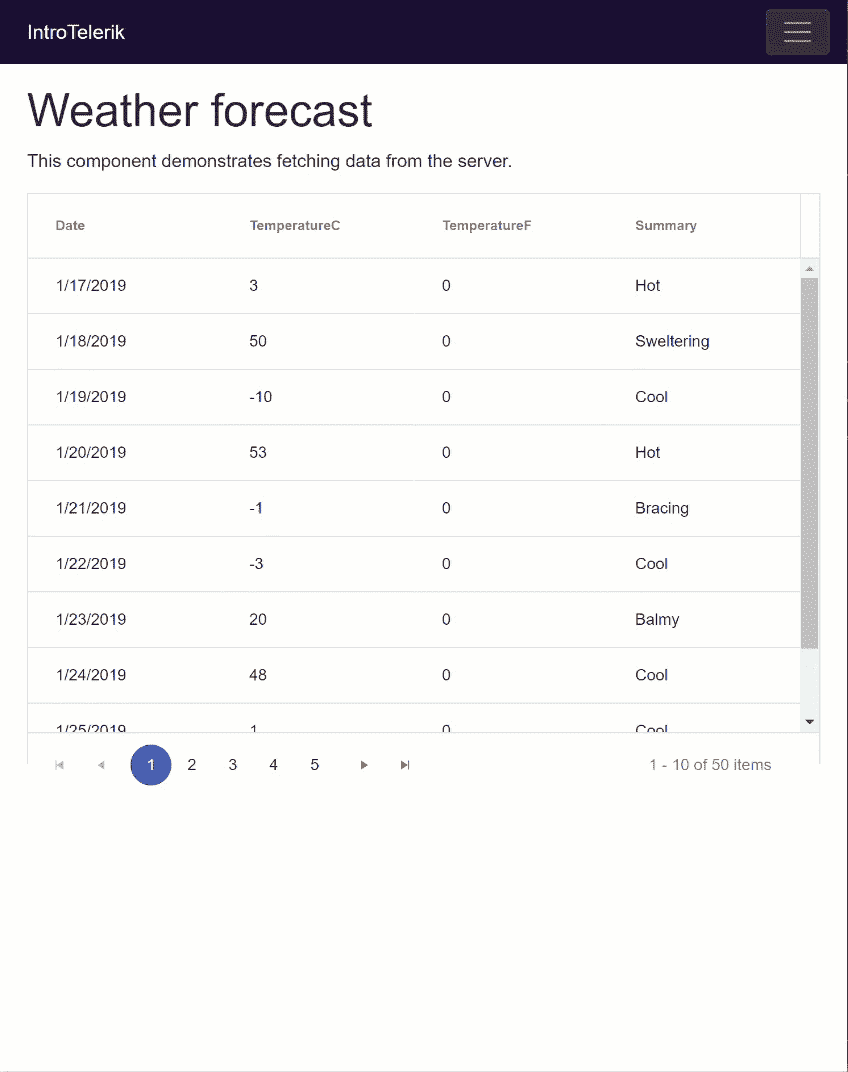 IntroTelerik
Weather forecast
This component demonstrates fetching data from the server.
Date TemperatureC TemperatureF Summary
1/17/2019 3 0 Hot
1/18/2019 50 0 Sweltering
1/19/2019 -10 0 Cool
1/20/2019 53 0 Hot
1/21/2019 -1 0 Bracing
1/22/2019 -3 0 Cool
1/23/2019 20 0 Balmy
1/24/2019 48 0 Cool
1/25/2019 1 0 Cool
1 2 3 4 5 1 - 10 of 50 items